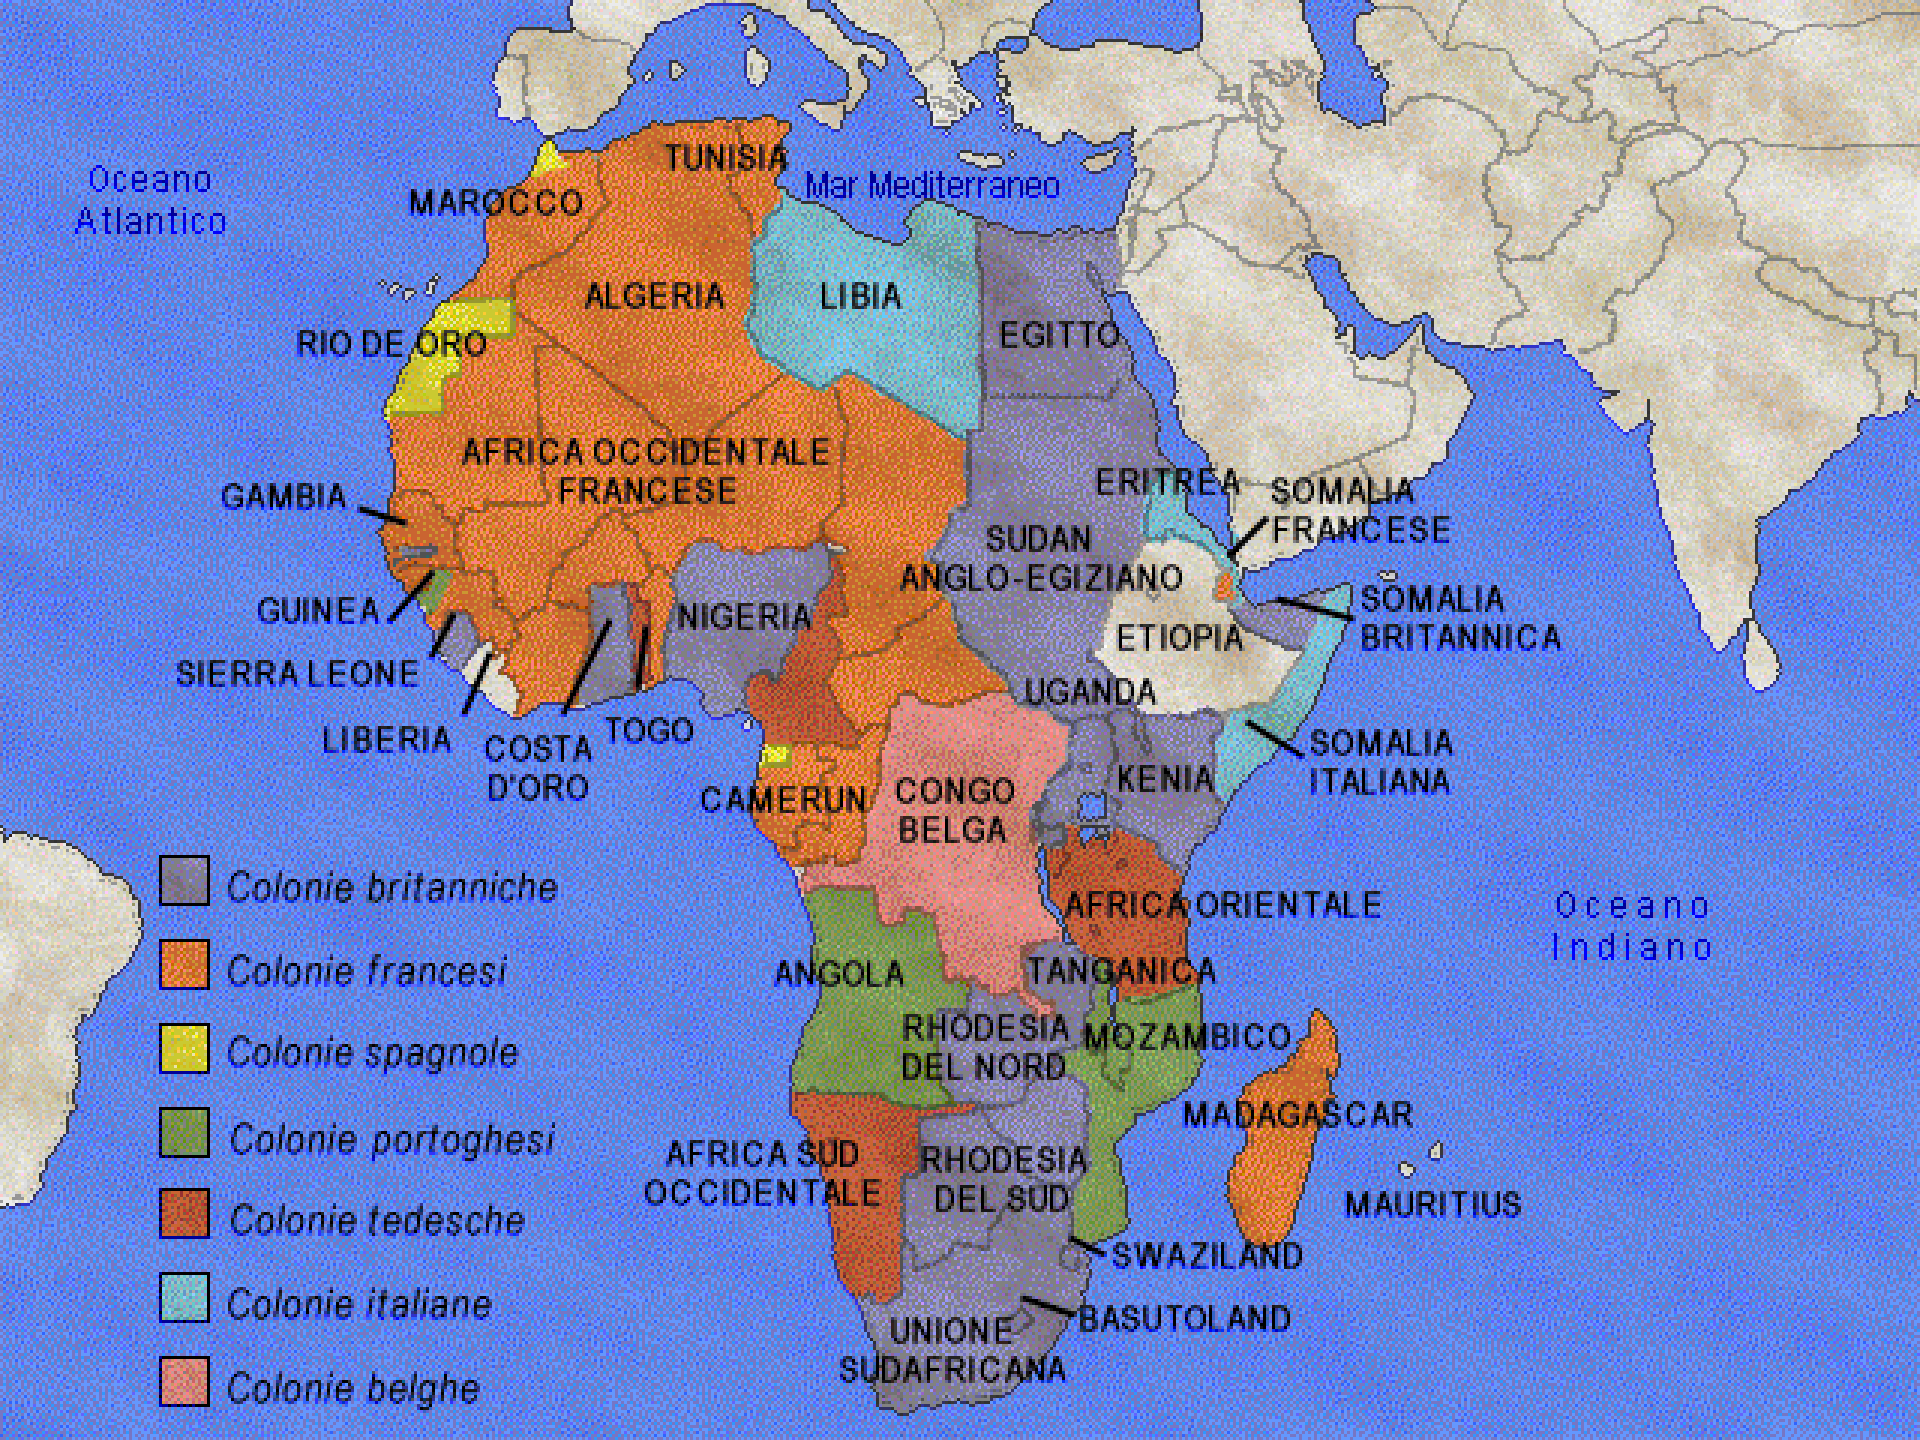 Oceano
Atlantico
Mar Mediterraneo
TUNISIA
MAROCCO
ALGERIA
LIBIA
EGITTO
RIO DE ORO
AFRICA OCCIDENTALE
FRANCESE
GAMBIA
ERITREA
SOMALIA
FRANCESE
SUDAN
ANGLO-EGIZIANO
GUINEA
NIGERIA
SOMALIA
BRITANNICA
ETIOPIA
SIERRA LEONE
UGANDA
LIBERIA
COSTA
D'ORO
TOGO
SOMALIA
ITALIANA
CAMERUN
CONGO
BELGA
KENIA
AFRICA ORIENTALE
Oceano
Indiano
ANGOLA
TANGANICA
RHODESIA
DEL NORD
MOZAMBICO
MADAGASCAR
AFRICA SUD
OCCIDENTALE
RHODESIA
DEL SUD
MAURITIUS
SWAZILAND
BASUTOLAND
UNIONE
SUDAFRICANA
Colonie britanniche
Colonie francesi
Colonie spagnole
Colonie portoghesi
Colonie tedesche
Colonie italiane
Colonie belghe